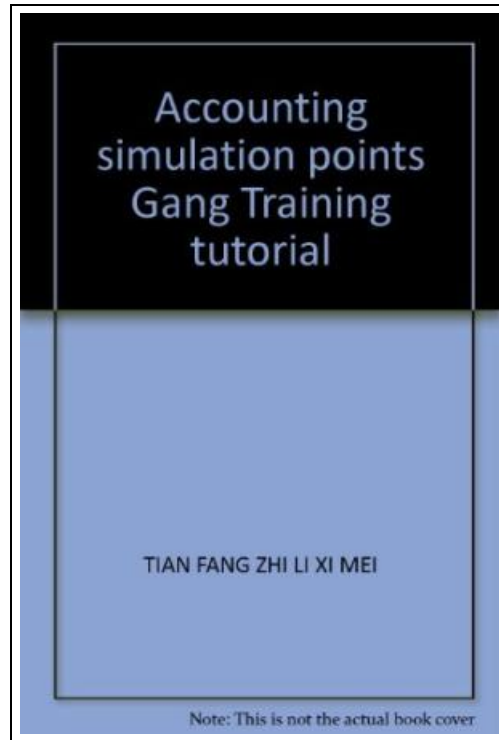 Accounting
simulation points
Gang Training
tutorial
TIAN FANG ZHI LI XI MEI
Note: This is not the actual book cover